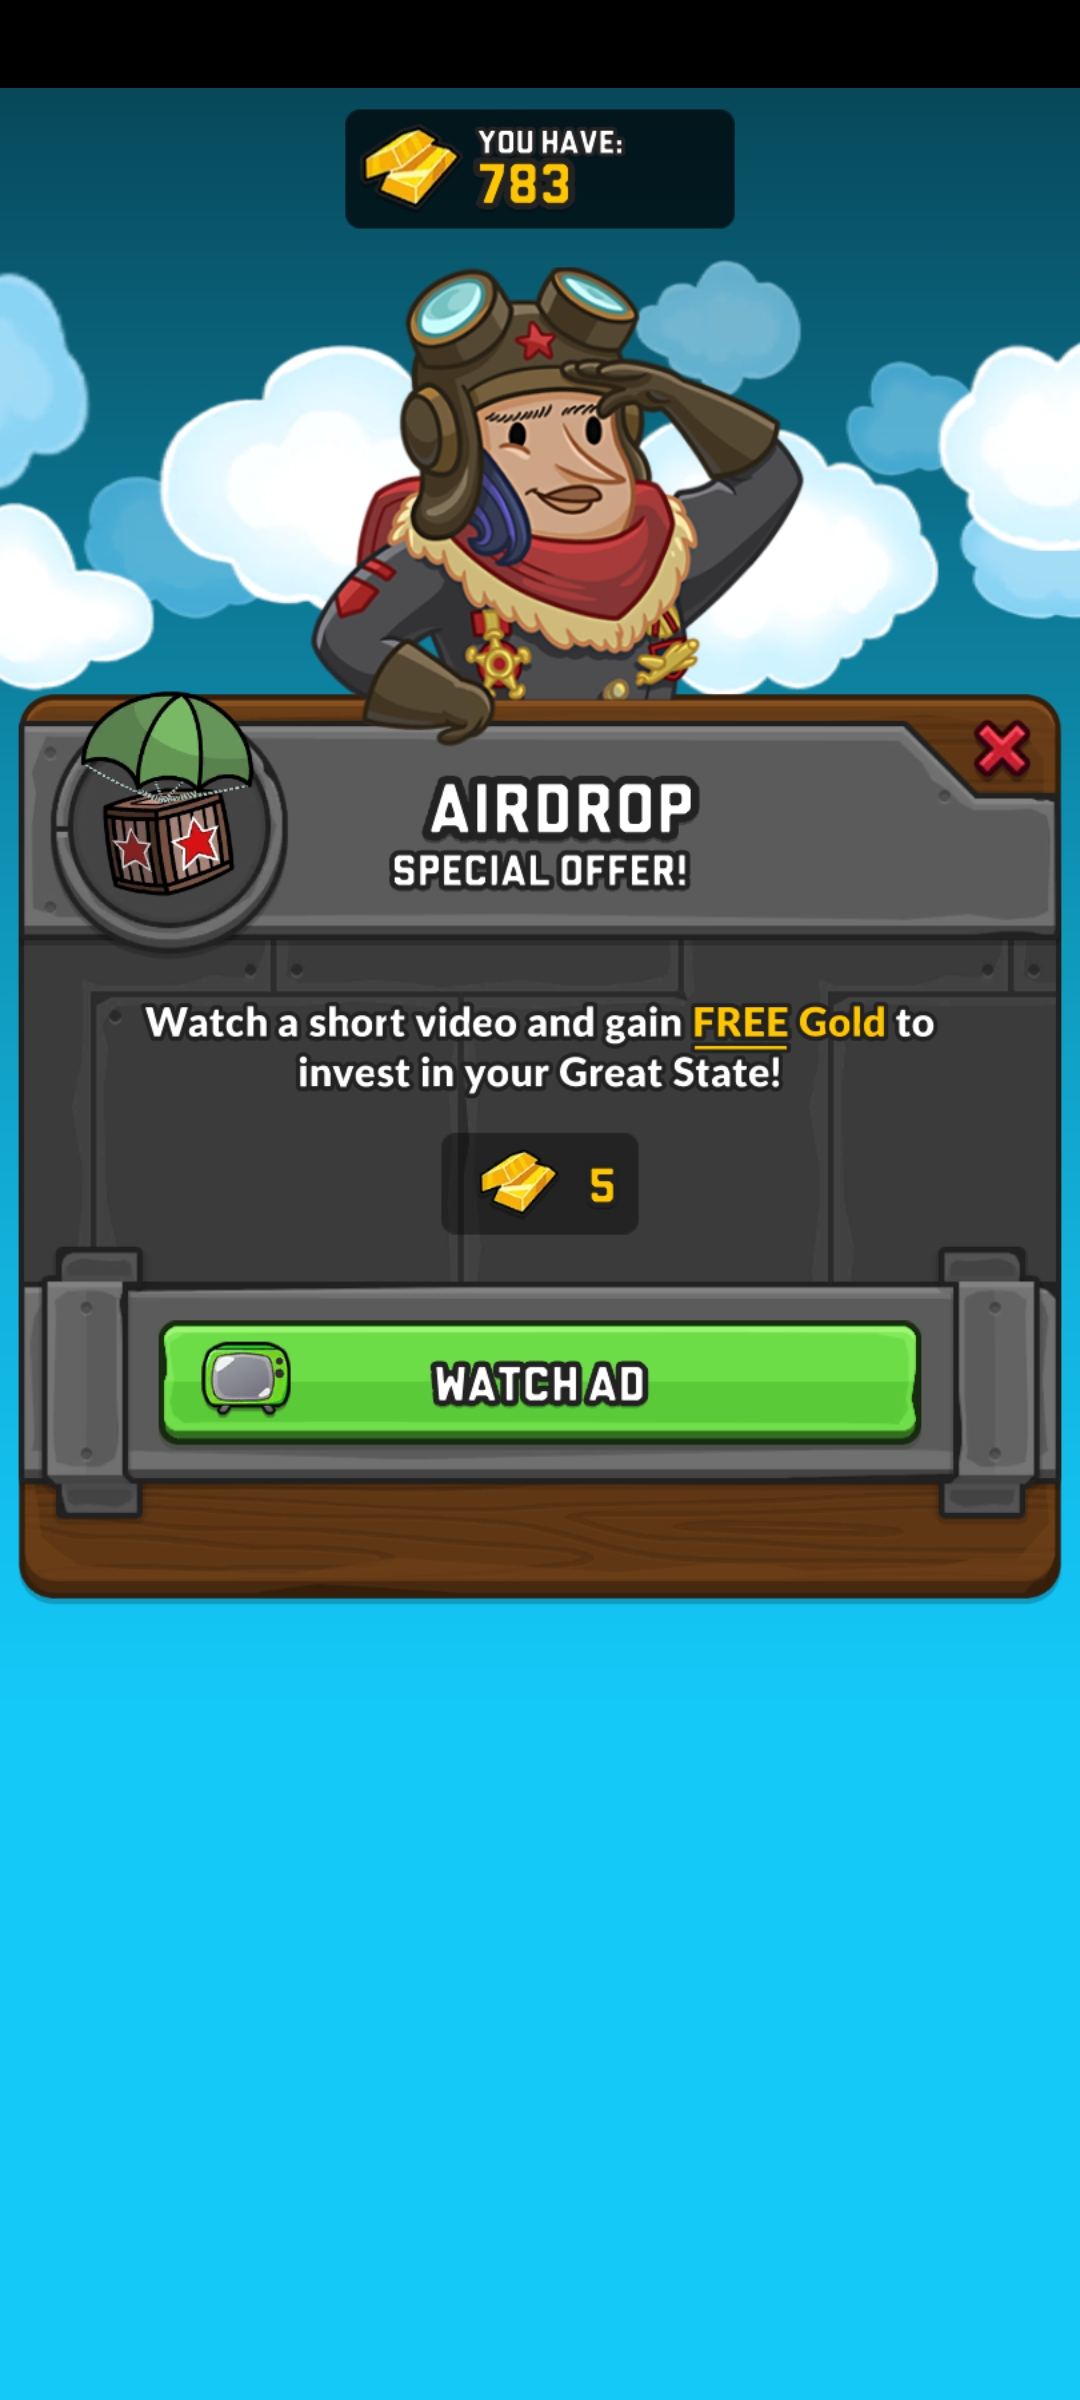 YOU HAVE:
783
AIRDROP
SPECIAL OFFER!
Watch a short video and gain FREE Gold to
invest in your Great State!
5
WATCH AD